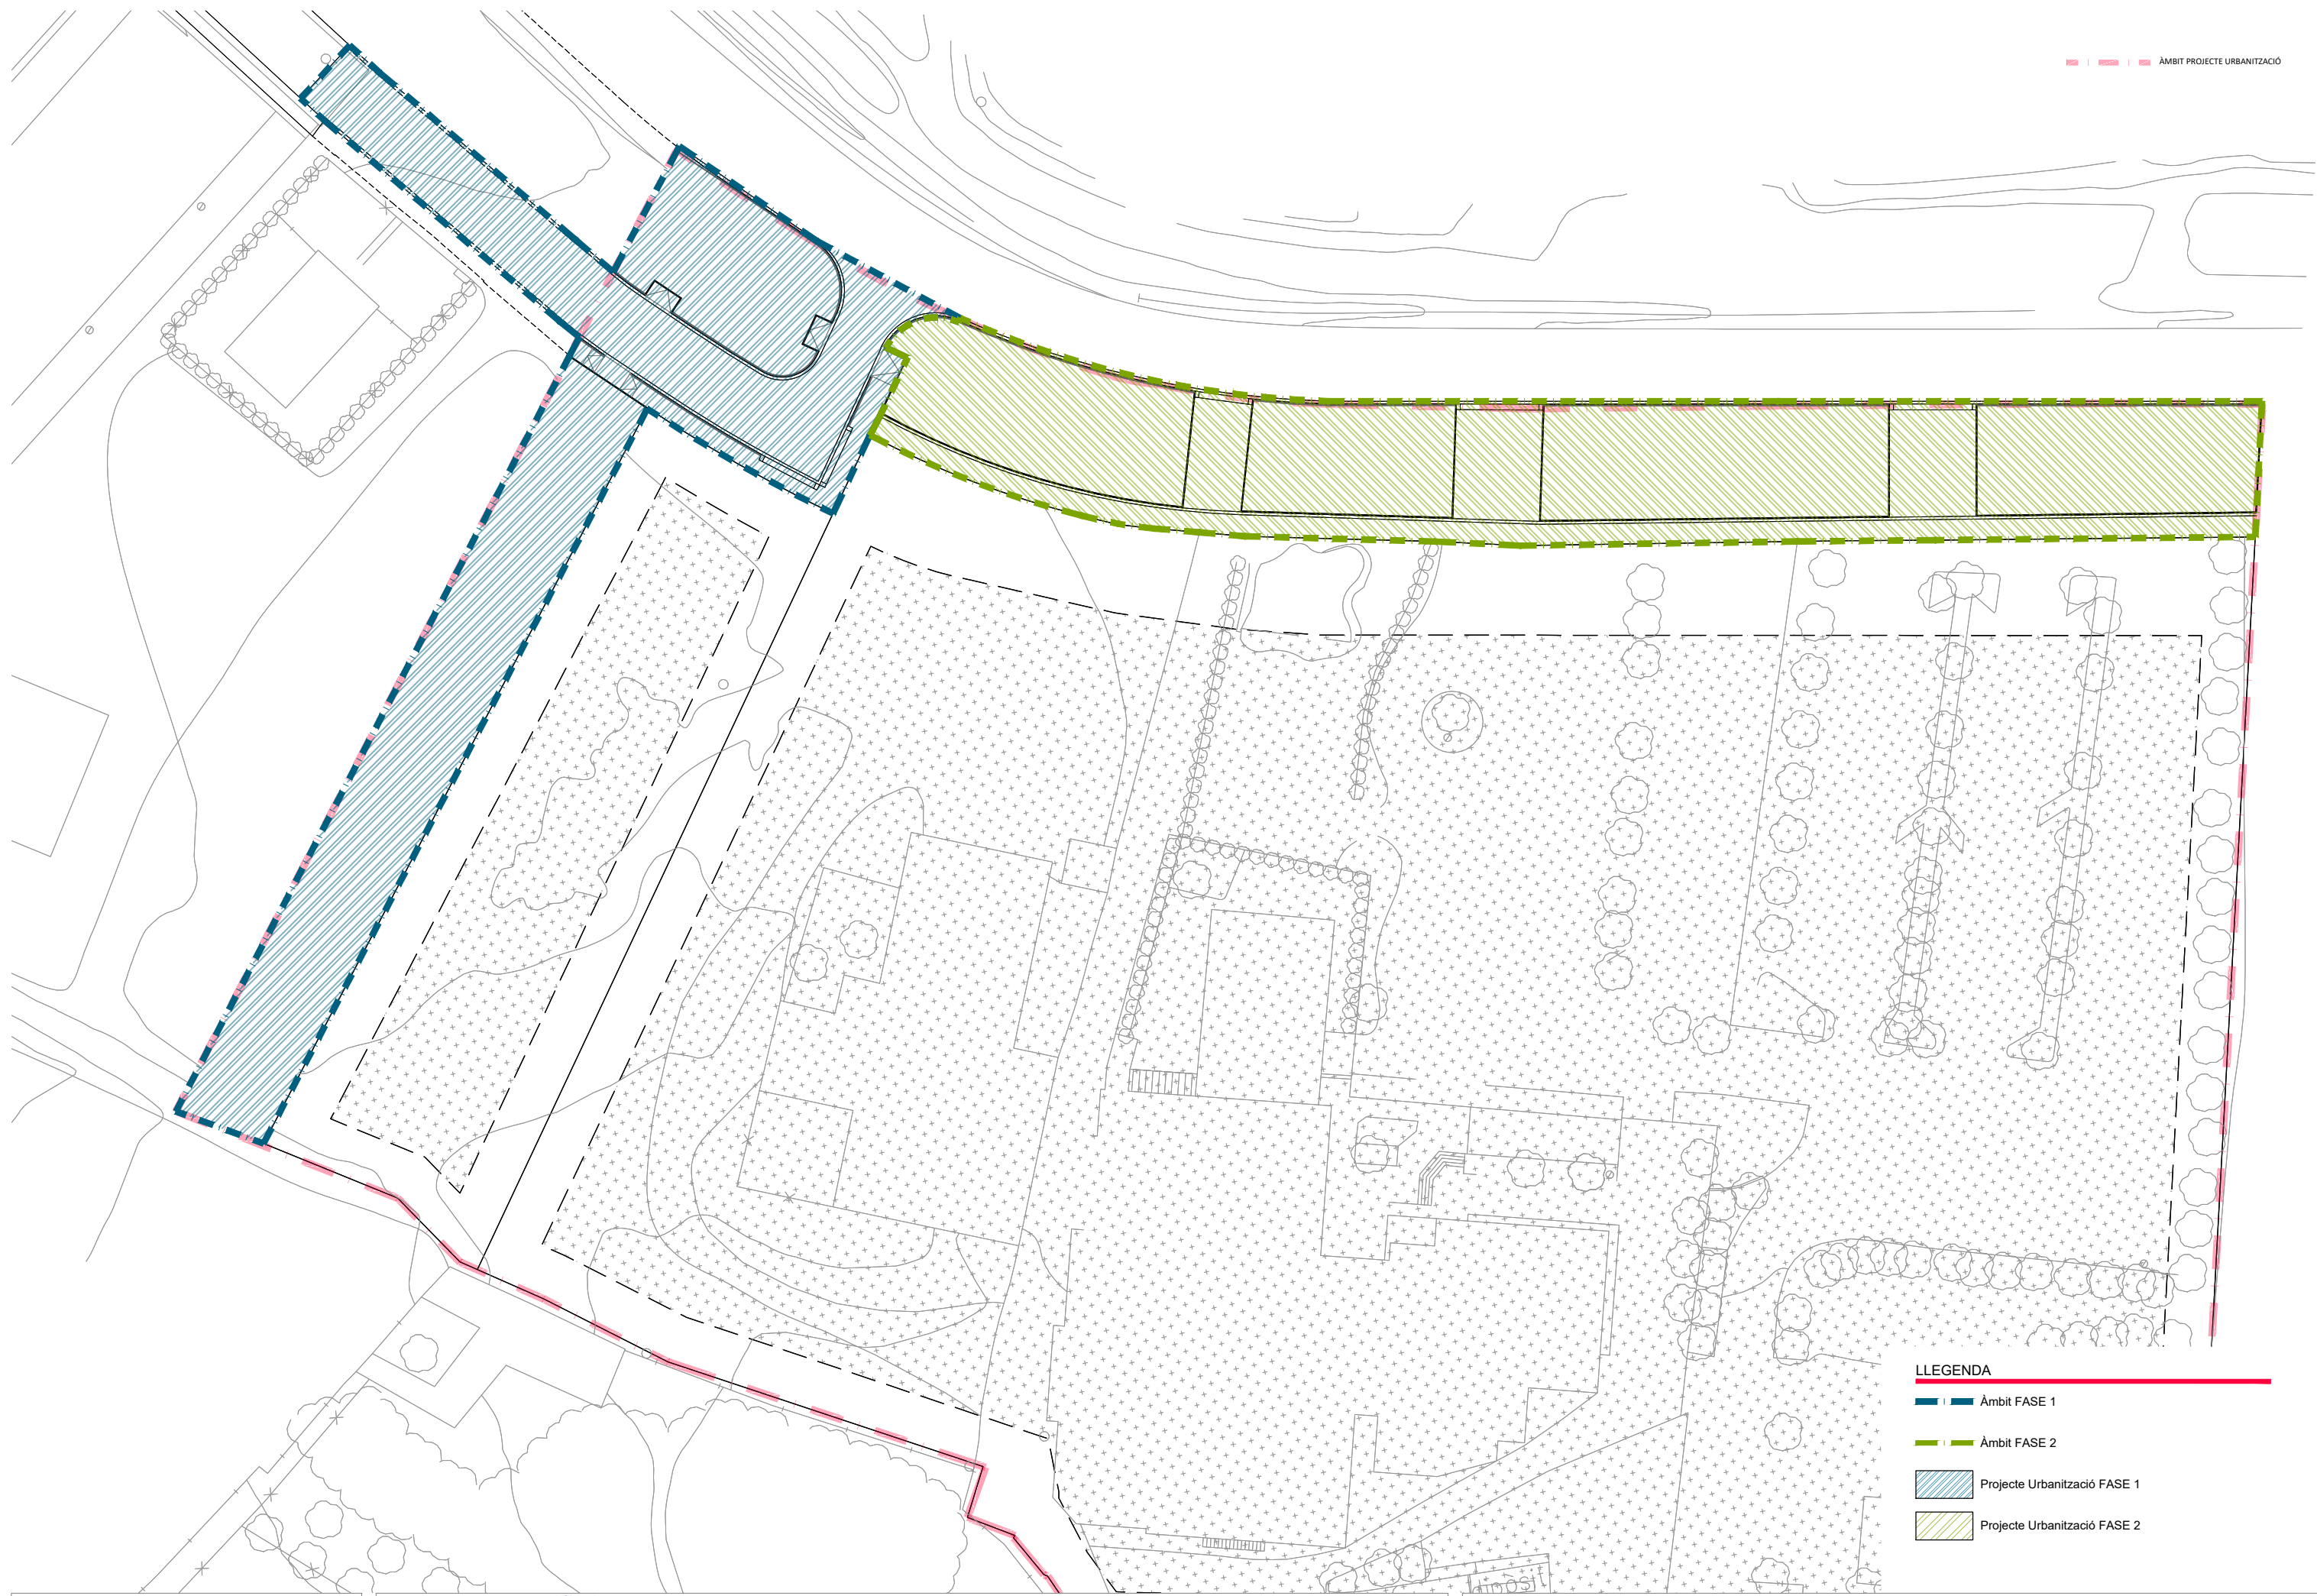 ÀMBIT PROJECTE URBANITZACIÓ
LLEGENDA
Àmbit FASE 1
Àmbit FASE 2
Projecte Urbanització FASE 1
Projecte Urbanització FASE 2